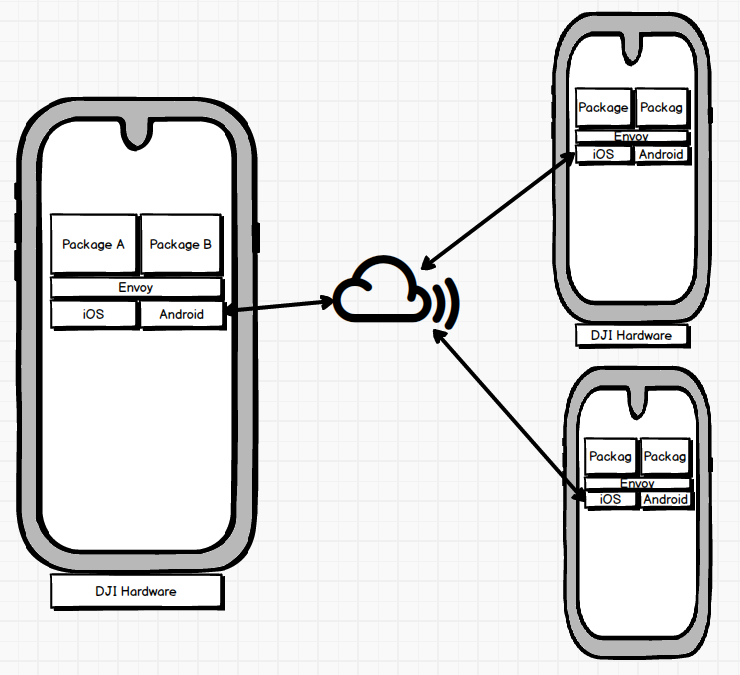 Package A
Package B
Envoy
iOS
Android
DJI Hardware
Package
Packag
Envoy
iOS
Android
DJI Hardware
Packag
Packag
Envoy
iOS
Android